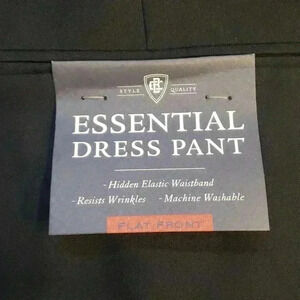 STYLE QUALITY
ESSENTIAL
DRESS PANT
-Hidden Elastic Waistband
-Resists Wrinkles -Machine Washable
FLAT FRONT